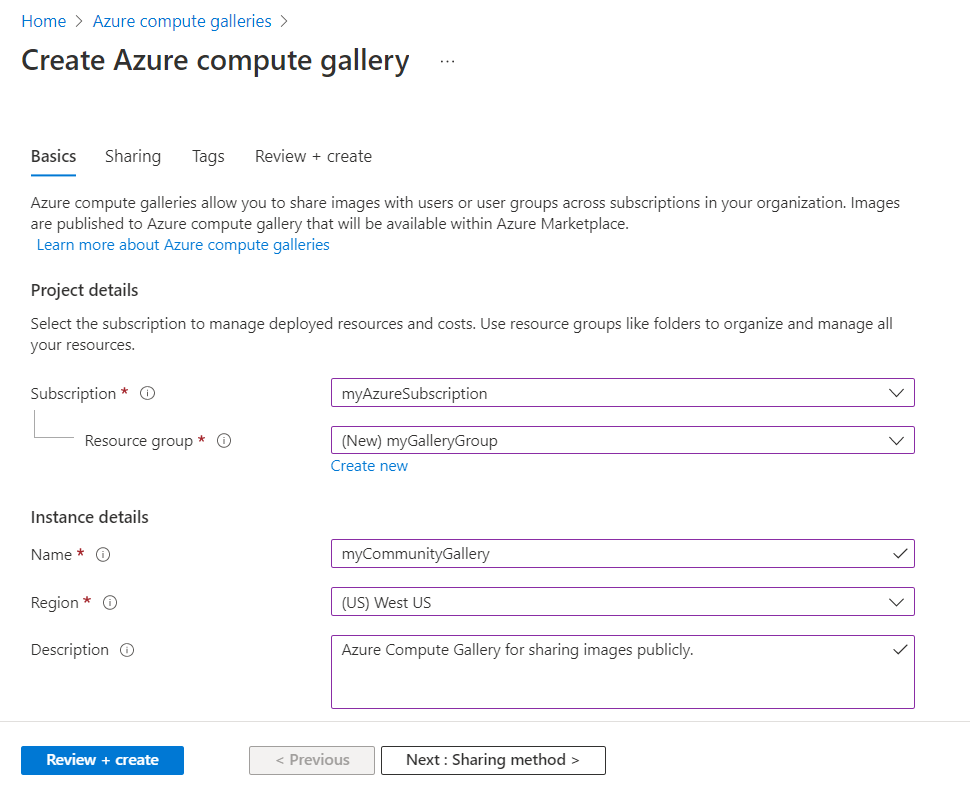 Home > Azure compute galleries >
Create Azure compute gallery ...
Basics Sharing Tags Review + create
Azure compute galleries allow you to share images with users or user groups across subscriptions in your organization. Images
are published to Azure compute gallery that will be available within Azure Marketplace.
Learn more about Azure compute galleries
Project details
Select the subscription to manage deployed resources and costs. Use resource groups like folders to organize and manage all
your resources.
Subscription * myAzureSubscription
Resource group * (New) myGalleryGroup
Create new
Instance details
Name * myCommunityGallery
Region * (US) West US
Description Azure Compute Gallery for sharing images publicly.
Review + create < Previous Next : Sharing method >